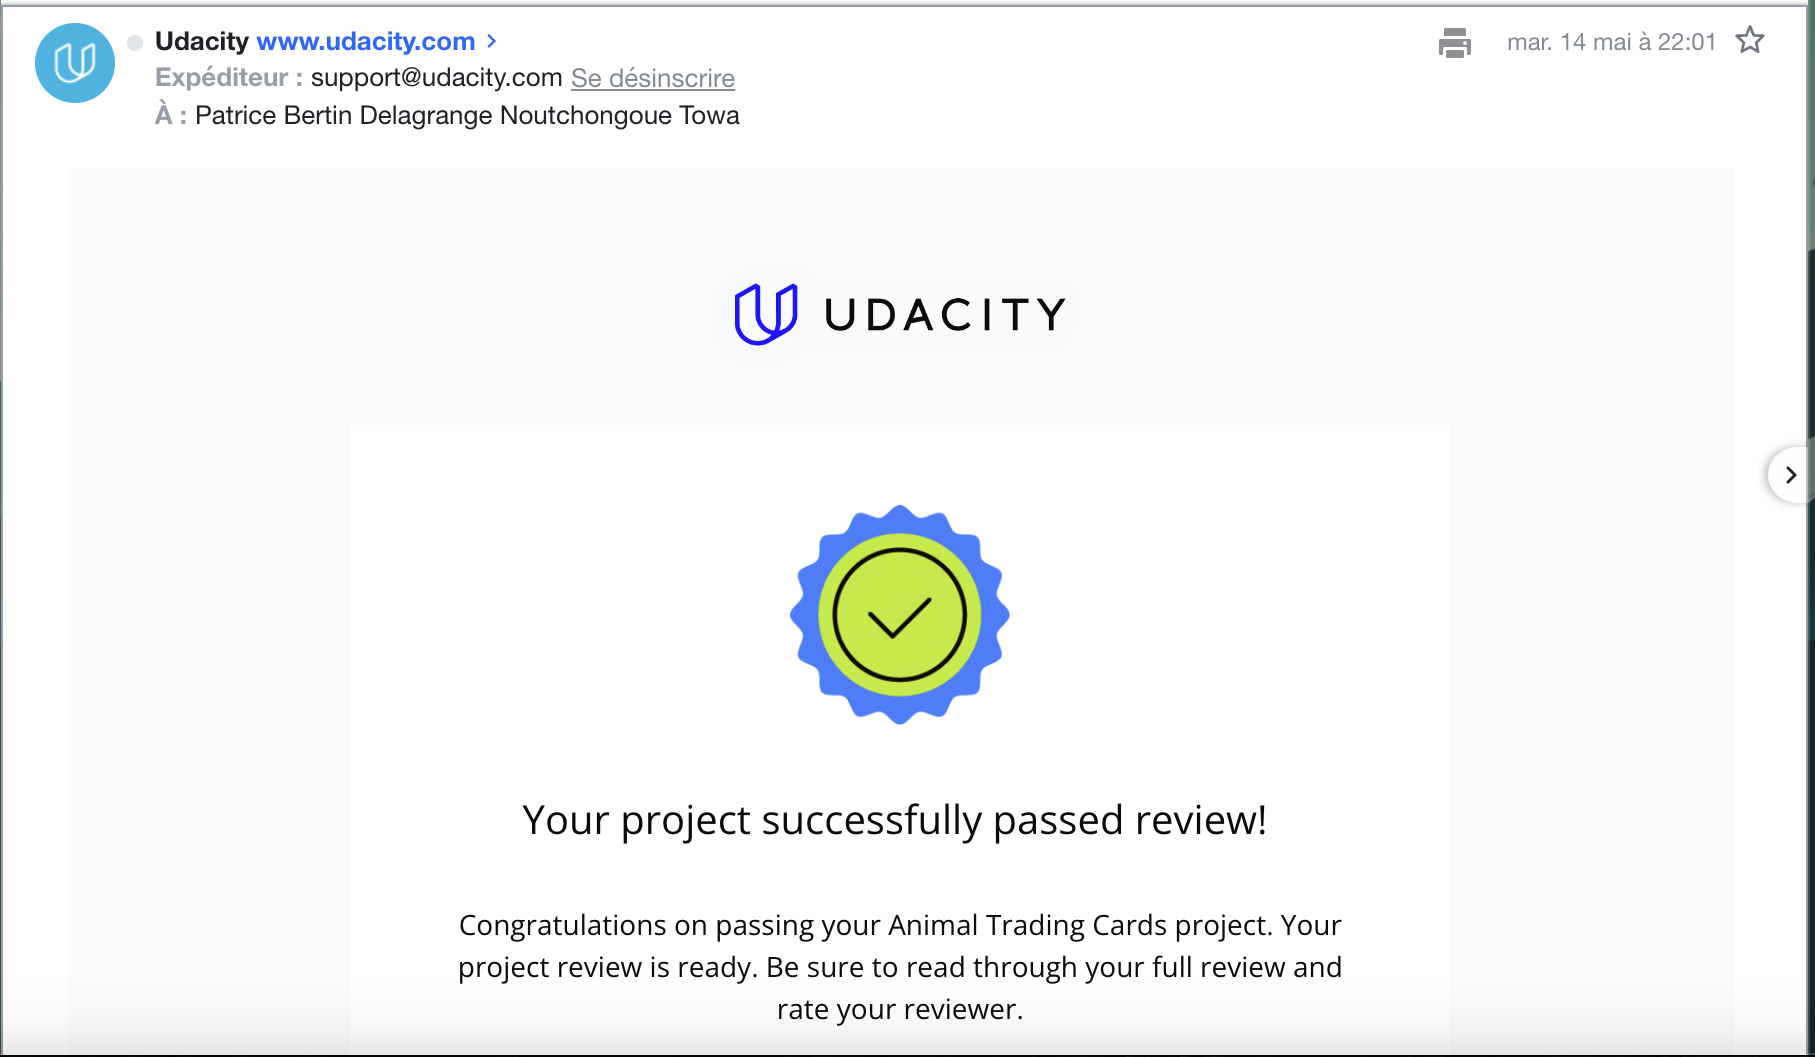 Udacity www.udacity.com
mar. 14 mai à 22:01
Expéditeur : support@udacity.com Se désinscrire
À : Patrice Bertin Delagrange Noutchongoue Towa
UDACITY
Your project successfully passed review!
Congratulations on passing your Animal Trading Cards project. Your
project review is ready. Be sure to read through your full review and
rate your reviewer.